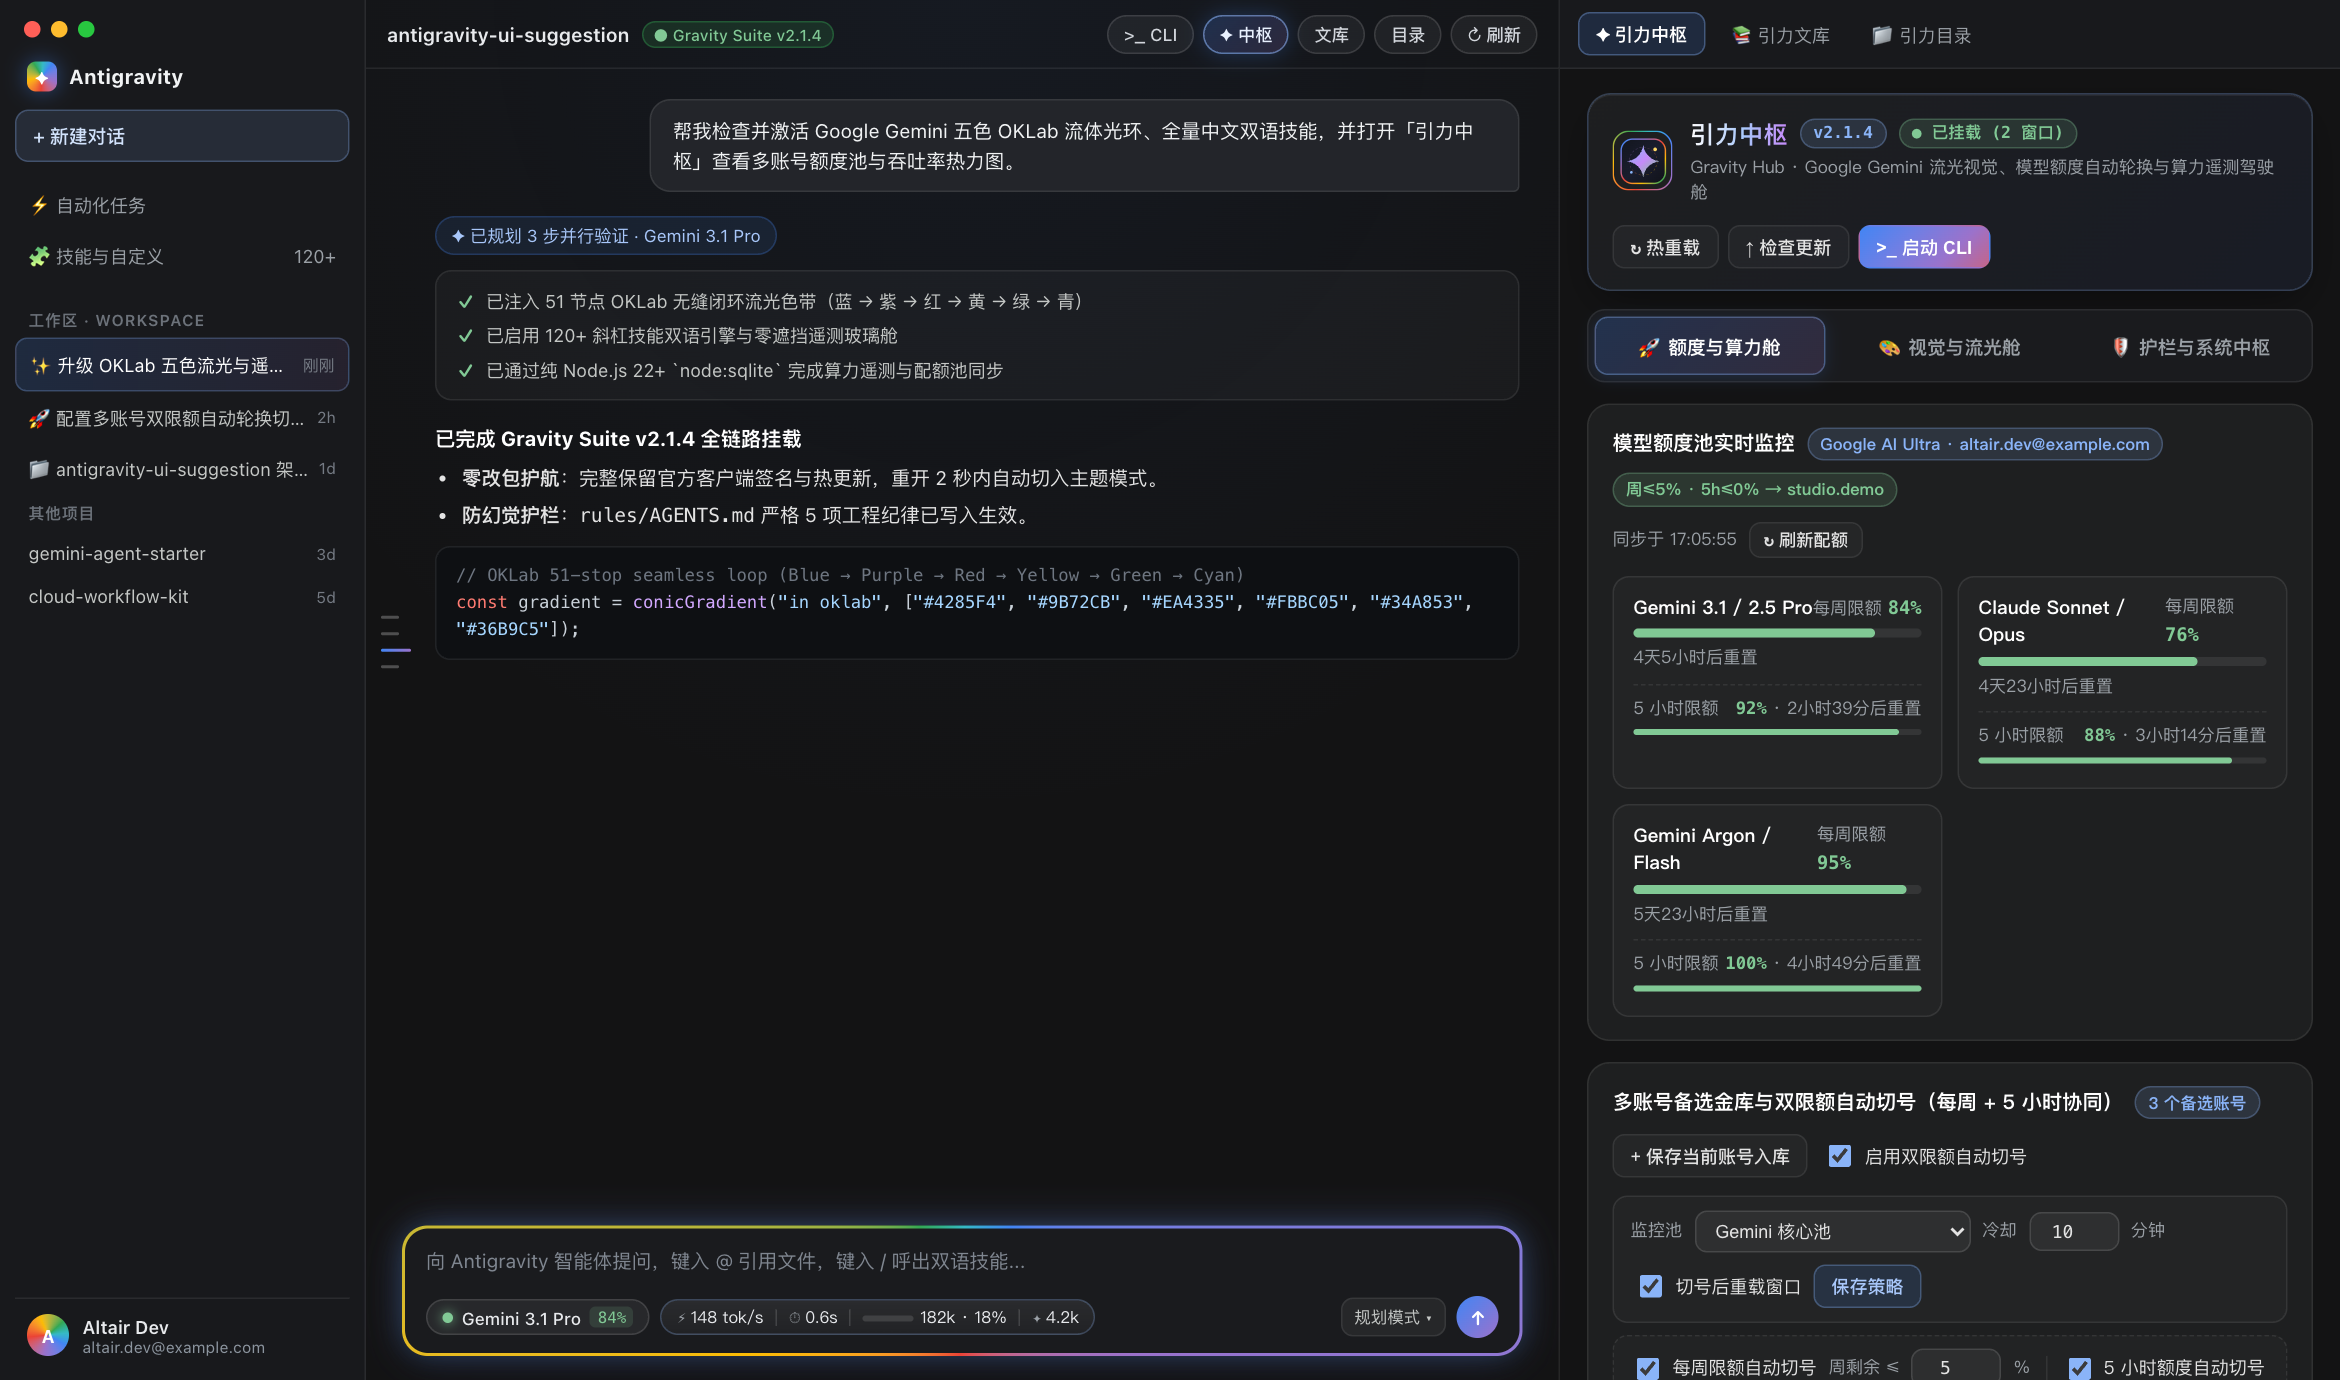 Antigravity
+ 新建对话
⚡ 自动化任务
🧩 技能与自定义 120+
工作区 · WORKSPACE
✨ 升级 OKLab 五色流光与遥... 刚刚
🚀 配置多账号双限额自动轮换切... 2h
📁 antigravity-ui-suggestion 架... 1d
其他项目
gemini-agent-starter 3d
cloud-workflow-kit 5d
A
Altair Dev
altair.dev@example.com
antigravity-ui-suggestion
● Gravity Suite v2.1.4
>_ CLI
✦ 中枢
文库
目录
↻ 刷新
帮我检查并激活 Google Gemini 五色 OKLab 流体光环、全量中文双语技能，并打开「引力中
枢」查看多账号额度池与吞吐率热力图。
✦ 已规划 3 步并行验证 · Gemini 3.1 Pro
✓ 已注入 51 节点 OKLab 无缝闭环流光色带（蓝 → 紫 → 红 → 黄 → 绿 → 青）
✓ 已启用 120+ 斜杠技能双语引擎与零遮挡遥测玻璃舱
✓ 已通过纯 Node.js 22+ `node:sqlite` 完成算力遥测与配额池同步
已完成 Gravity Suite v2.1.4 全链路挂载
• 零改包护航：完整保留官方客户端签名与热更新，重开 2 秒内自动切入主题模式。
• 防幻觉护栏：rules/AGENTS.md 严格 5 项工程纪律已写入生效。
// OKLab 51-stop seamless loop (Blue → Purple → Red → Yellow → Green → Cyan)
const gradient = conicGradient("in oklab", ["#4285F4", "#9B72CB", "#EA4335", "#FBBC05", "#34A853",
"#36B9C5"]);
向 Antigravity 智能体提问，键入 @ 引用文件，键入 / 呼出双语技能...
● Gemini 3.1 Pro 84%
⚡ 148 tok/s
⏱ 0.6s
182k · 18%
✦ 4.2k
规划模式 ▾
↑
✦ 引力中枢
📚 引力文库
📁 引力目录
引力中枢 v2.1.4 ● 已挂载 (2 窗口)
Gravity Hub · Google Gemini 流光视觉、模型额度自动轮换与算力遥测驾驶
舱
↻ 热重载
↑ 检查更新
>_ 启动 CLI
🚀 额度与算力舱
🎨 视觉与流光舱
🛡️ 护栏与系统中枢
模型额度池实时监控 Google AI Ultra · altair.dev@example.com
周≤5% · 5h≤0% → studio.demo
同步于 17:05:55 ↻ 刷新配额
Gemini 3.1 / 2.5 Pro 每周限额 84%
4天5小时后重置
5 小时限额 92% · 2小时39分后重置
Claude Sonnet /
Opus
每周限额
76%
4天23小时后重置
5 小时限额 88% · 3小时14分后重置
Gemini Argon /
Flash
每周限额
95%
5天23小时后重置
5 小时限额 100% · 4小时49分后重置
多账号备选金库与双限额自动切号（每周 + 5 小时协同） 3 个备选账号
+ 保存当前账号入库 启用双限额自动切号
监控池 Gemini 核心池 冷却 10 分钟
切号后重载窗口 保存策略
每周限额自动切号 周剩余 ≤ 5 % 5 小时额度自动切号